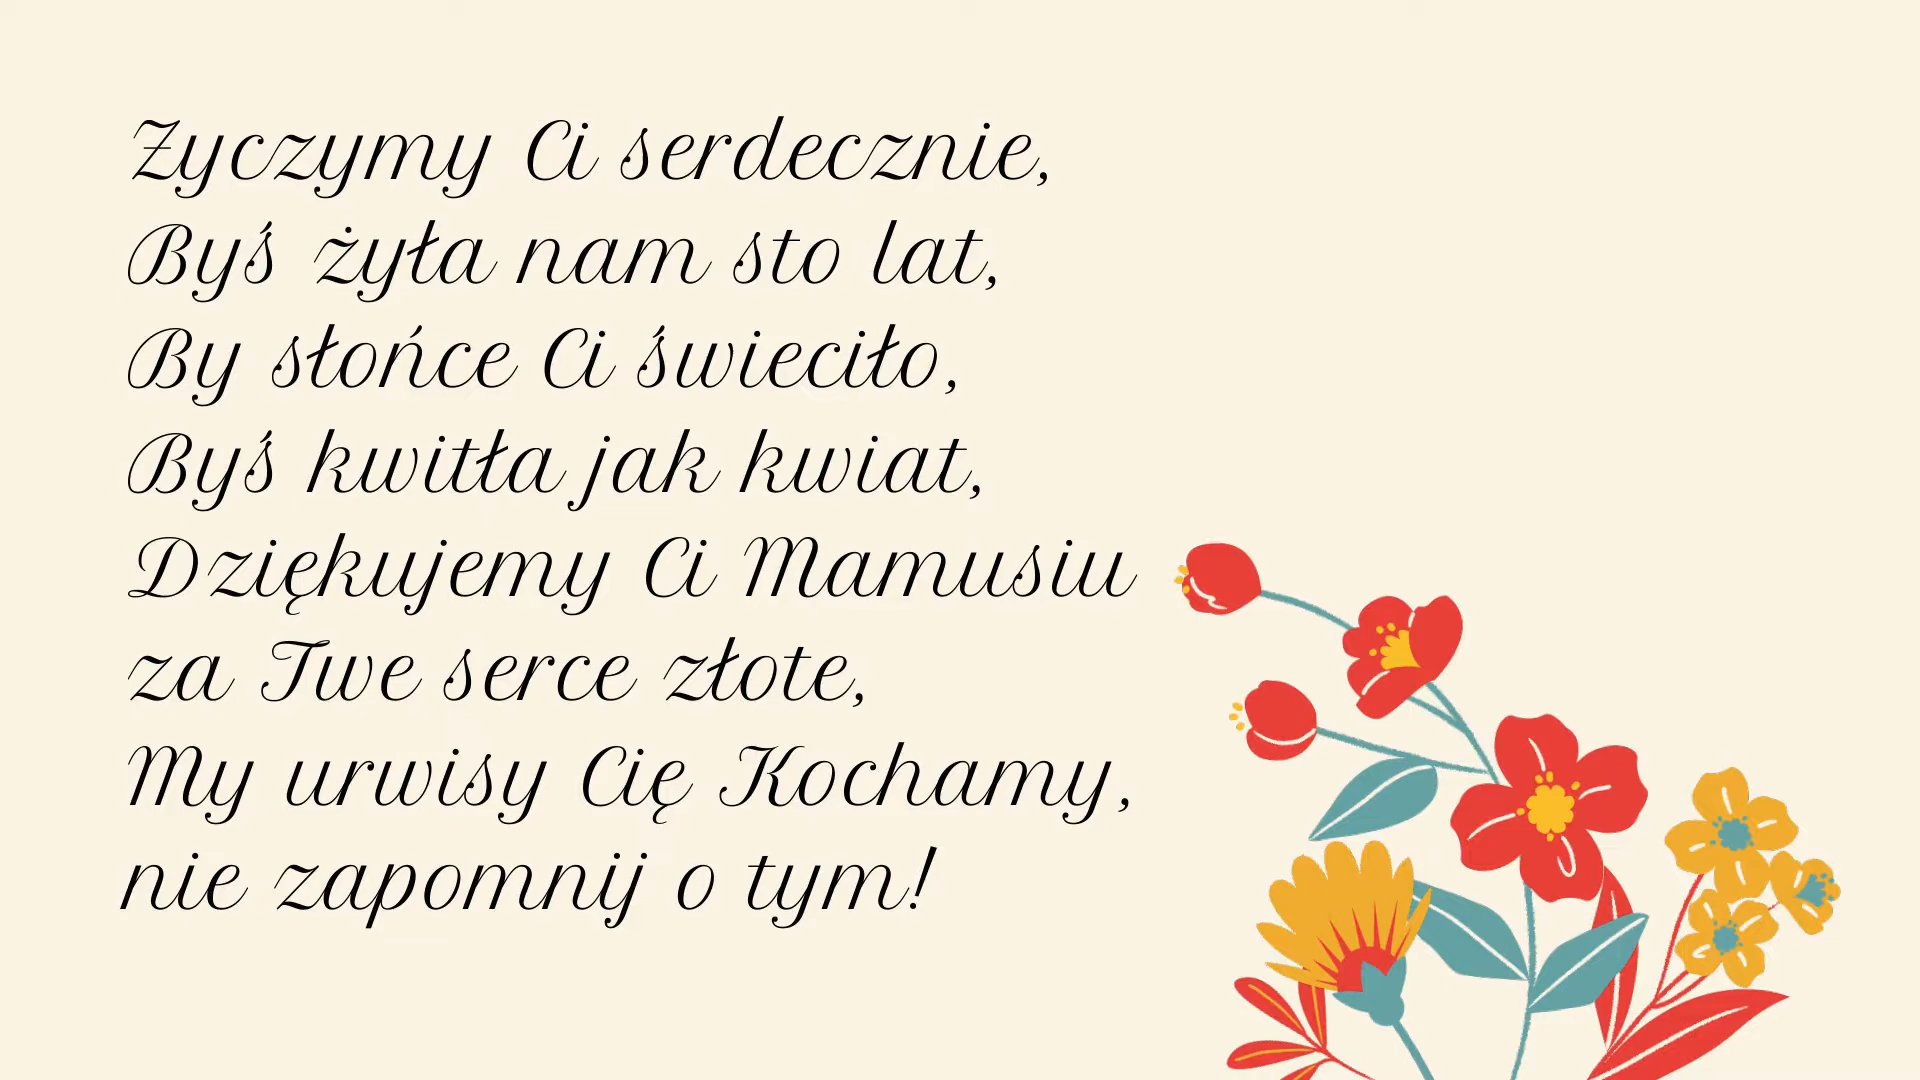 Życzymy Ci serdecznie,
Byś żyła nam sto lat,
By słońce Ci świeciło,
Byś kwitła jak kwiat,
Dziękujemy Ci Mamusiu
za Twe serce złote,
My urwisy Cię Kochamy,
nie zapomnij o tym!